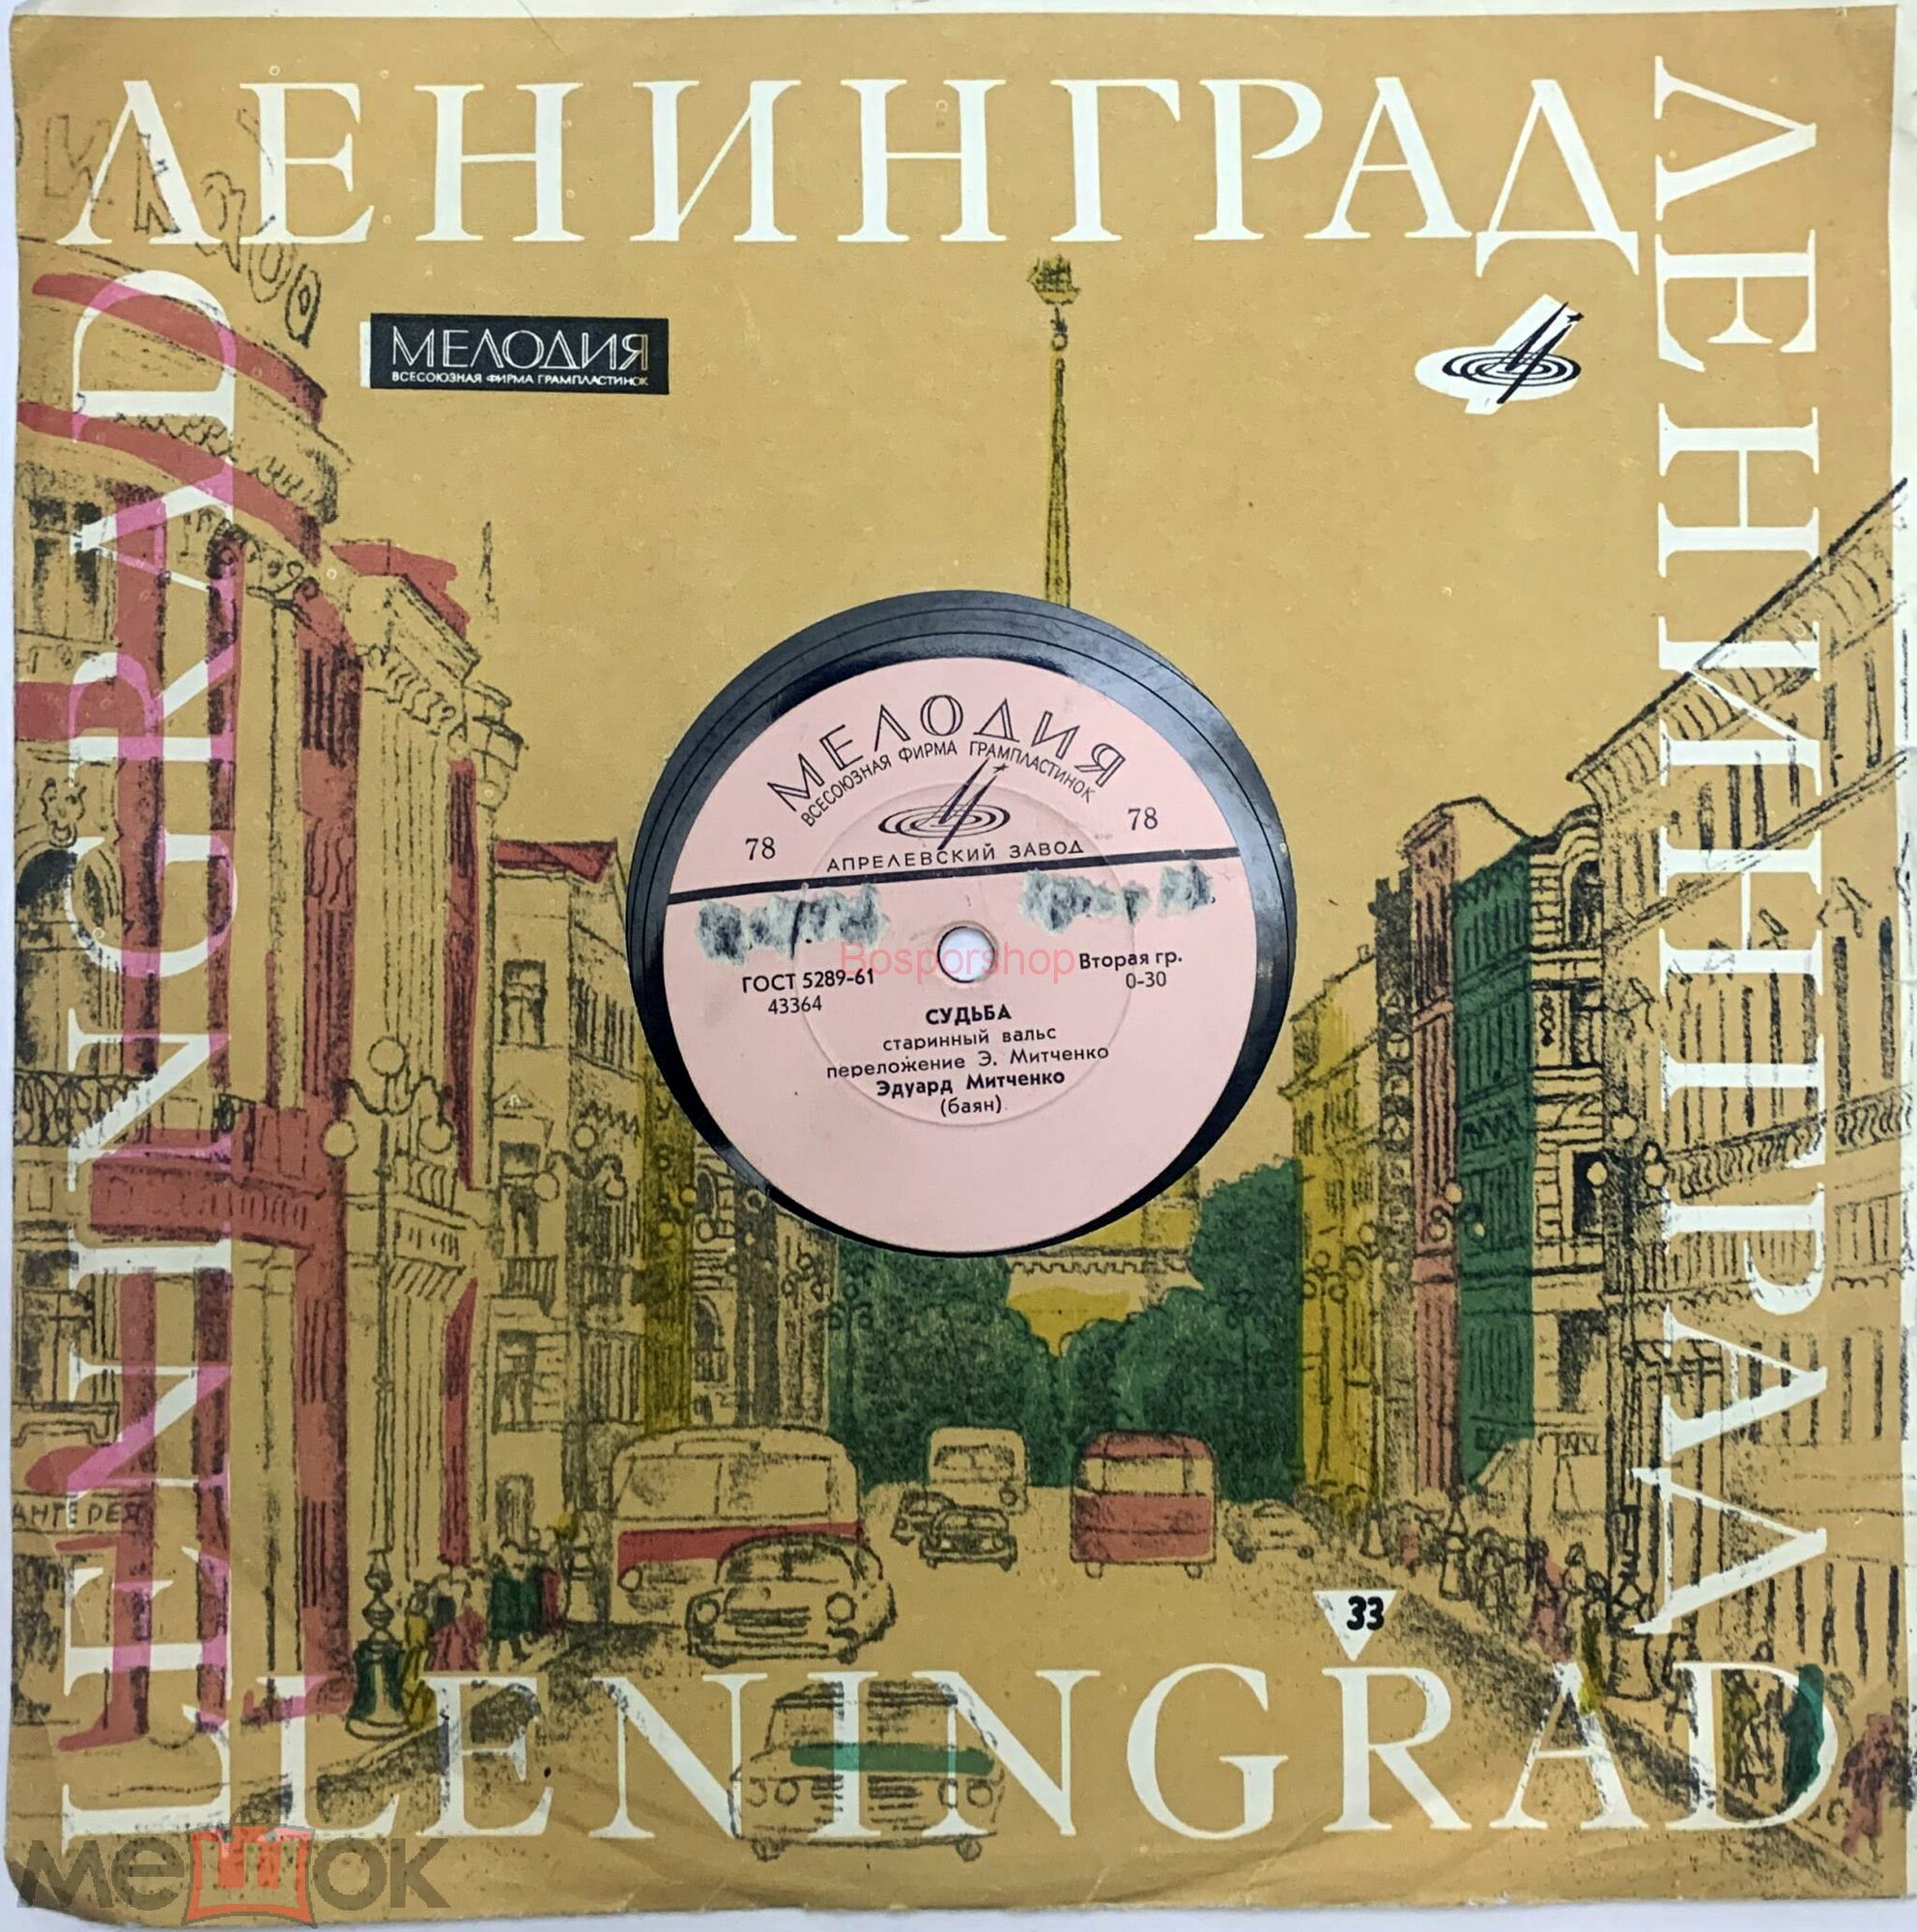 ЛЕНИНГРАД
ЛЕНИНГРАД
LENINGRAD
МЕЛОДИЯ
ВСЕСОЮЗНАЯ ФИРМА ГРАМПЛАСТИНОК
МЕЛОДИЯ
ВСЕСОЮЗНАЯ ФИРМА ГРАМПЛАСТИНОК
78
78
АПРЕЛЕВСКИЙ ЗАВОД
Bosporshop
ГОСТ 5289-61
Вторая гр.
43364
0-30
СУДЬБА
старинный вальс
переложение Э. Митченко
Эдуард Митченко
(баян)
33
LENINGRAD
мешок